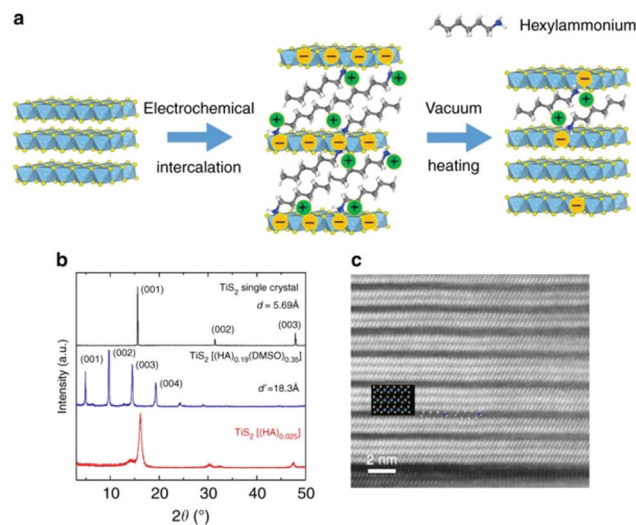 a
Hexylammonium
Electrochemical
intercalation
Vacuum
heating
b
c
Intensity (a.u.)
(001)
TiS2 single crystal
d = 5.69Å
(002)
(003)
(001)
(002)
(003)
(004)
TiS2 [(HA)0.19(DMSO)0.35]
d'=18.3Å
TiS2 [(HA)0.025]
10
20
30
40
50
2θ (°)
2 nm